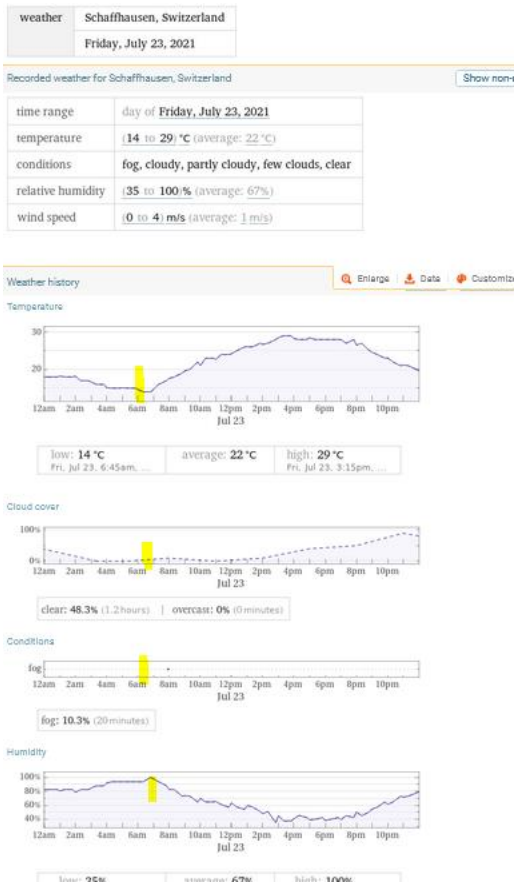 weather Schaffhausen, Switzerland
Friday, July 23, 2021
Recorded weather for Schaffhausen, Switzerland Show non-
time range day of Friday, July 23, 2021
temperature (14 to 29) °C (average: 22 °C)
conditions fog, cloudy, partly cloudy, few clouds, clear
relative humidity (35 to 100)% (average: 67%)
wind speed (0 to 4) m/s (average: 1 m/s)
Weather history Enlarge Data Customize
Temperature
30
20
12am 2am 4am 6am 8am 10am 12pm 2pm 4pm 6pm 8pm 10pm
Jul 23
low: 14 °C average: 22 °C high: 29 °C
Fri, Jul 23, 6:45am, ... Fri, Jul 23, 3:15pm, ...
Cloud cover
100%
0%
12am 2am 4am 6am 8am 10am 12pm 2pm 4pm 6pm 8pm 10pm
Jul 23
clear: 48.3% (1.2 hours) | overcast: 0% (0 minutes)
Conditions
fog
12am 2am 4am 6am 8am 10am 12pm 2pm 4pm 6pm 8pm 10pm
Jul 23
fog: 10.3% (20 minutes)
Humidity
100%
80%
60%
40%
12am 2am 4am 6am 8am 10am 12pm 2pm 4pm 6pm 8pm 10pm
Jul 23
average: 67% high: 100%